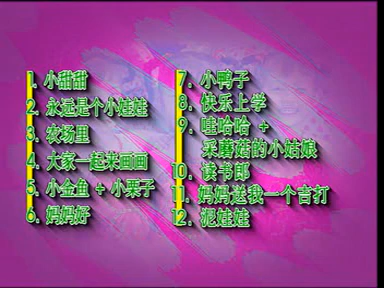 1. 小甜甜
2. 永远是个小娃娃
3. 农场里
4. 大家一起来画画
5. 小金鱼 + 小栗子
6. 妈妈好
7. 小鸭子
8. 快乐上学
9. 哇哈哈 +
采蘑菇的小姑娘
10. 读书郎
11. 妈妈送我一个吉打
12. 泥娃娃